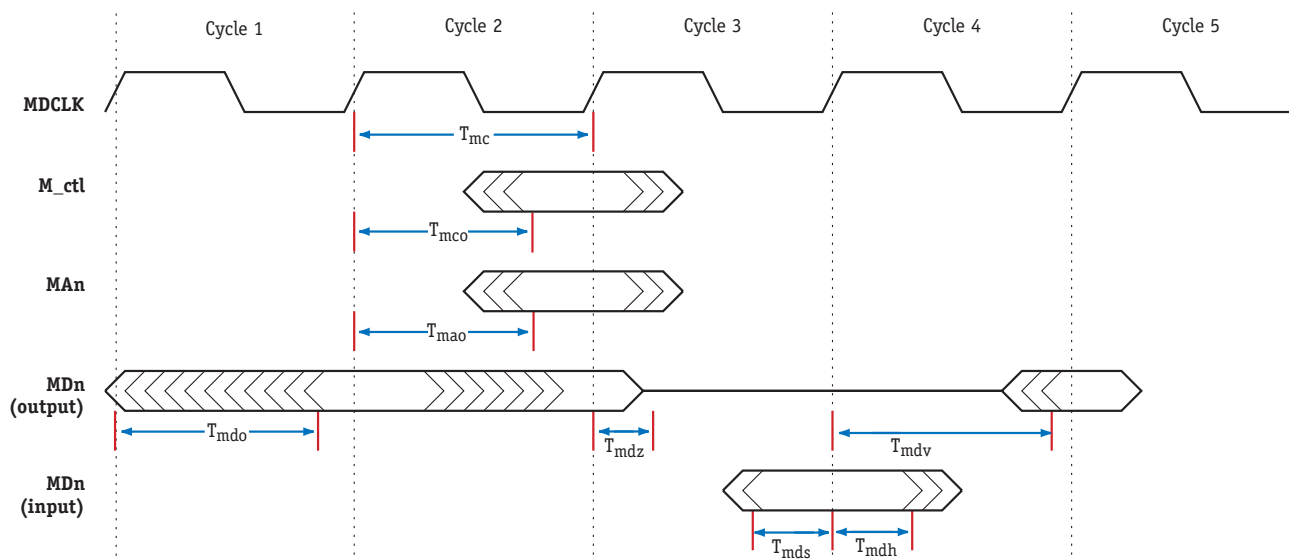 Cycle 1 Cycle 2 Cycle 3 Cycle 4 Cycle 5
MDCLK
Tmc
M_ctl
Tmco
MAn
Tmao
MDn
(output)
Tmdo Tmdz Tmdv
MDn
(input)
Tmds Tmdh